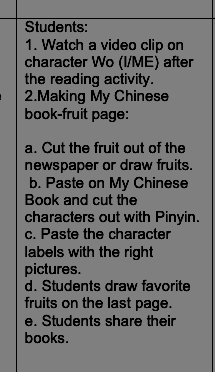 Students:
1. Watch a video clip on
character Wo (I/ME) after
the reading activity.
2.Making My Chinese
book-fruit page:
a. Cut the fruit out of the
newspaper or draw fruits.
b. Paste on My Chinese
Book and cut the
characters out with Pinyin.
c. Paste the character
labels with the right
pictures.
d. Students draw favorite
fruits on the last page.
e. Students share their
books.